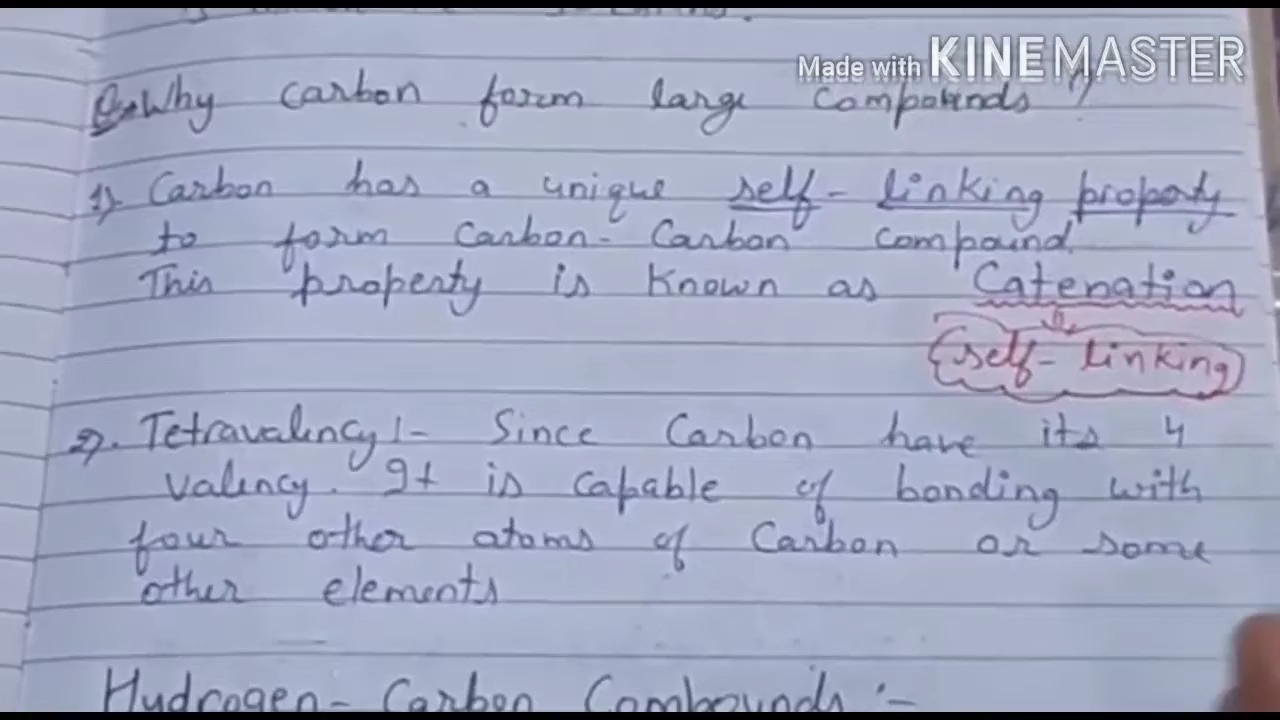 Made with KINEMASTER
Q. Why carbon form large compounds ?
1). Carbon has a unique self-linking property
to form Carbon-Carbon compound.
This property is known as Catenation
(self-linking)
2). Tetravalency :- Since Carbon have its 4
valency. It is capable of bonding with
four other atoms of Carbon or some
other elements
Hydrogen-Carbon Compounds :-